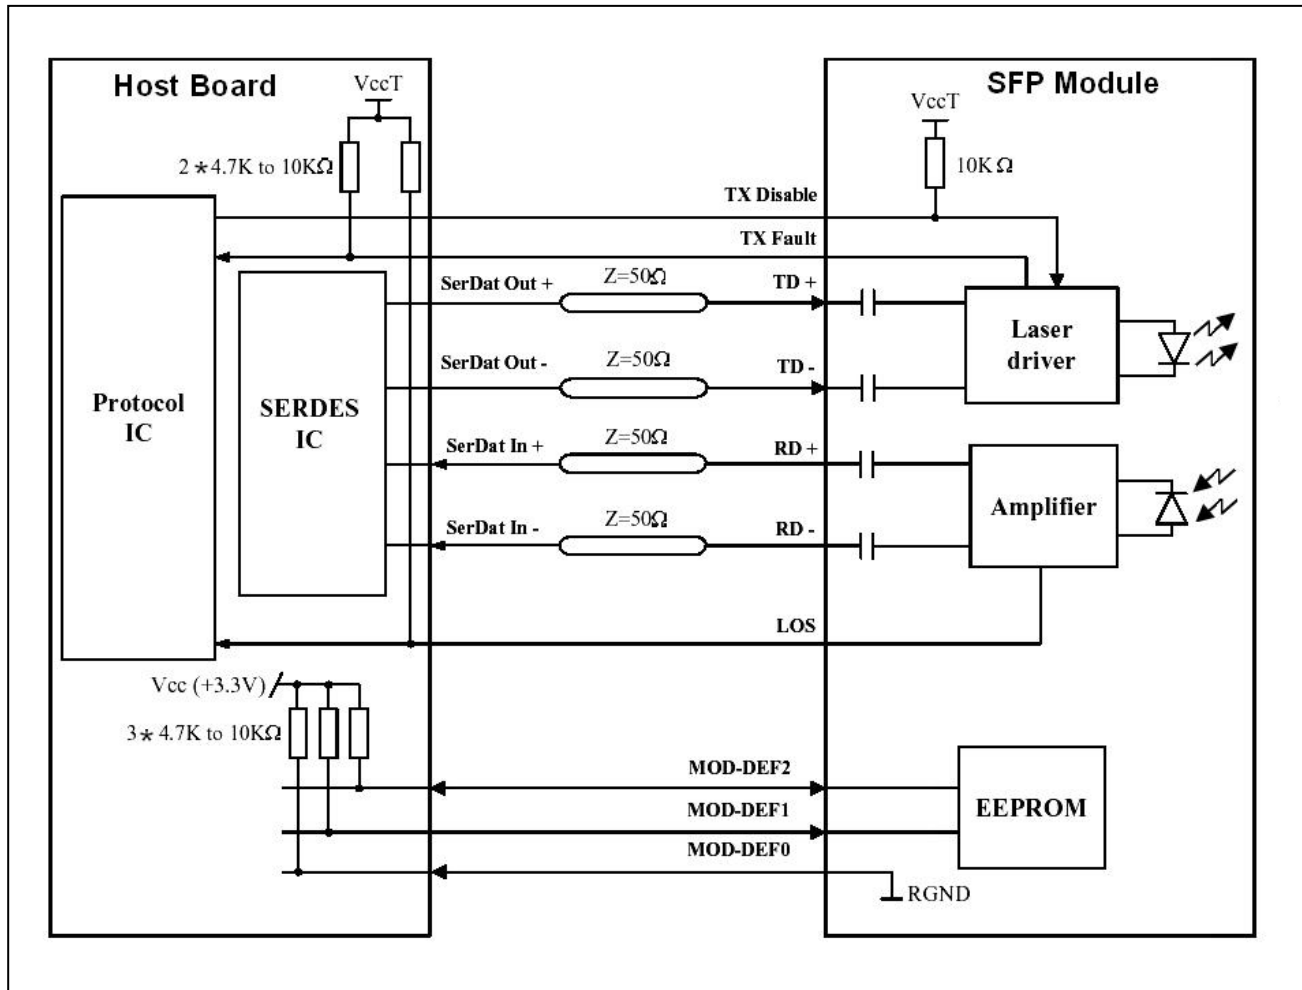 Host Board
SFP Module
VccT
VccT
2*4.7K to 10KΩ
10KΩ
TX Disable
TX Fault
SerDat Out +
Z=50Ω
TD +
Laser
driver
SerDat Out -
Z=50Ω
TD -
Protocol
IC
SERDES
IC
SerDat In +
Z=50Ω
RD +
Amplifier
SerDat In -
Z=50Ω
RD -
LOS
Vcc (+3.3V)
3* 4.7K to 10KΩ
MOD-DEF2
MOD-DEF1
EEPROM
MOD-DEF0
RGND